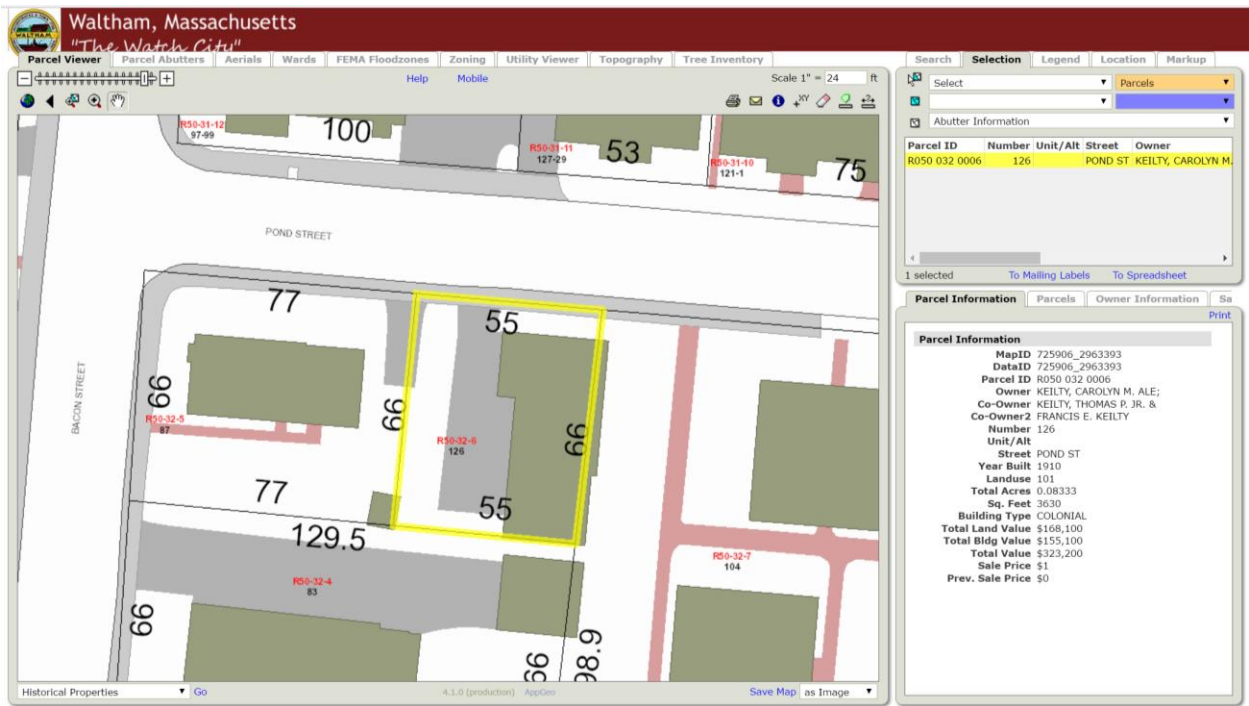 WALTHAM
Waltham, Massachusetts
"The Watch City"
Parcel Viewer Parcel Abutters Aerials Wards FEMA Floodzones Zoning Utility Viewer Topography Tree Inventory
Help Mobile Scale 1" = 24 ft
R50-31-12
97-99
100
R50-31-11
127-29
53
R50-31-10
121-1
75
POND STREET
77
55
66
R50-32-5
87
BACON STREET
66
R50-32-6
126
66
77
55
129.5
R50-32-4
83
R50-32-7
104
66
66
98.9
Historical Properties Go 4.1.0 (production) AppGeo Save Map as Image
Search Selection Legend Location Markup
Select Parcels
Abutter Information
Parcel ID Number Unit/Alt Street Owner
R050 032 0006 126 POND ST KEILTY, CAROLYN M.
1 selected To Mailing Labels To Spreadsheet
Parcel Information Parcels Owner Information Sa
Print
Parcel Information
MapID 725906_2963393
DataID 725906_2963393
Parcel ID R050 032 0006
Owner KEILTY, CAROLYN M. ALE;
Co-Owner KEILTY, THOMAS P. JR. &
Co-Owner2 FRANCIS E. KEILTY
Number 126
Unit/Alt
Street POND ST
Year Built 1910
Landuse 101
Total Acres 0.08333
Sq. Feet 3630
Building Type COLONIAL
Total Land Value $168,100
Total Bldg Value $155,100
Total Value $323,200
Sale Price $1
Prev. Sale Price $0